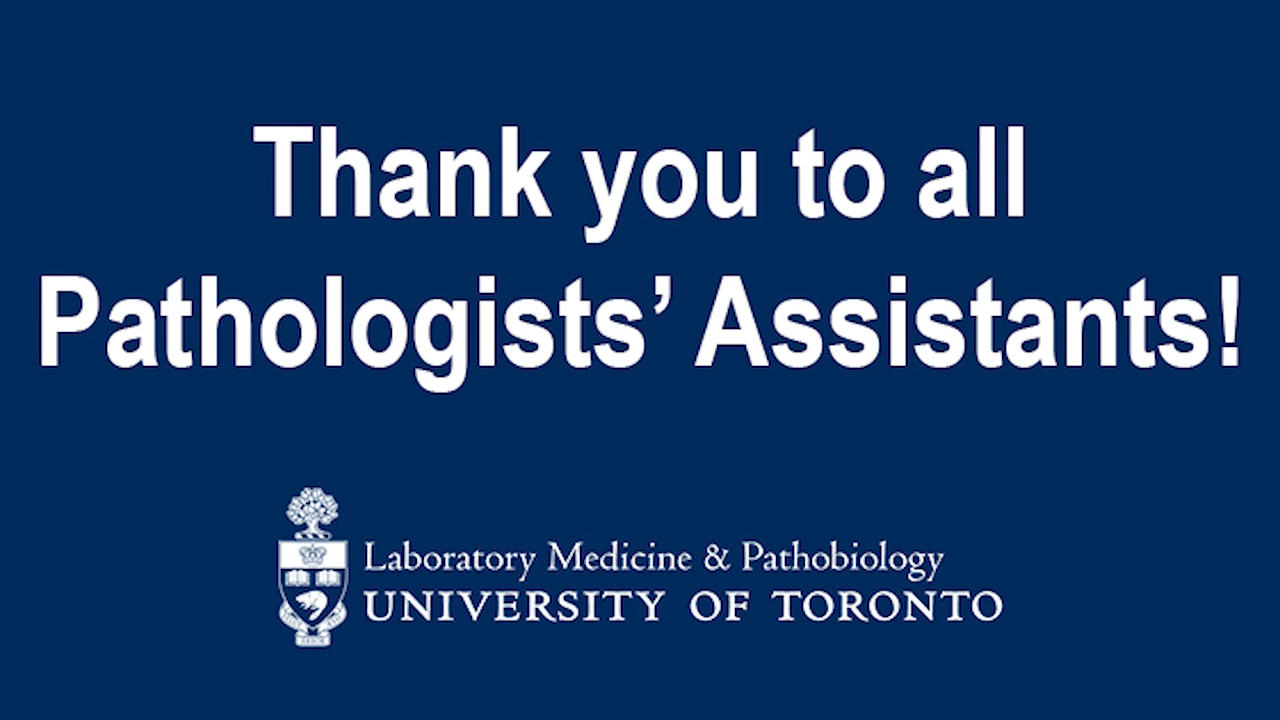 Thank you to all
Pathologists’ Assistants!
Laboratory Medicine & Pathobiology
UNIVERSITY OF TORONTO